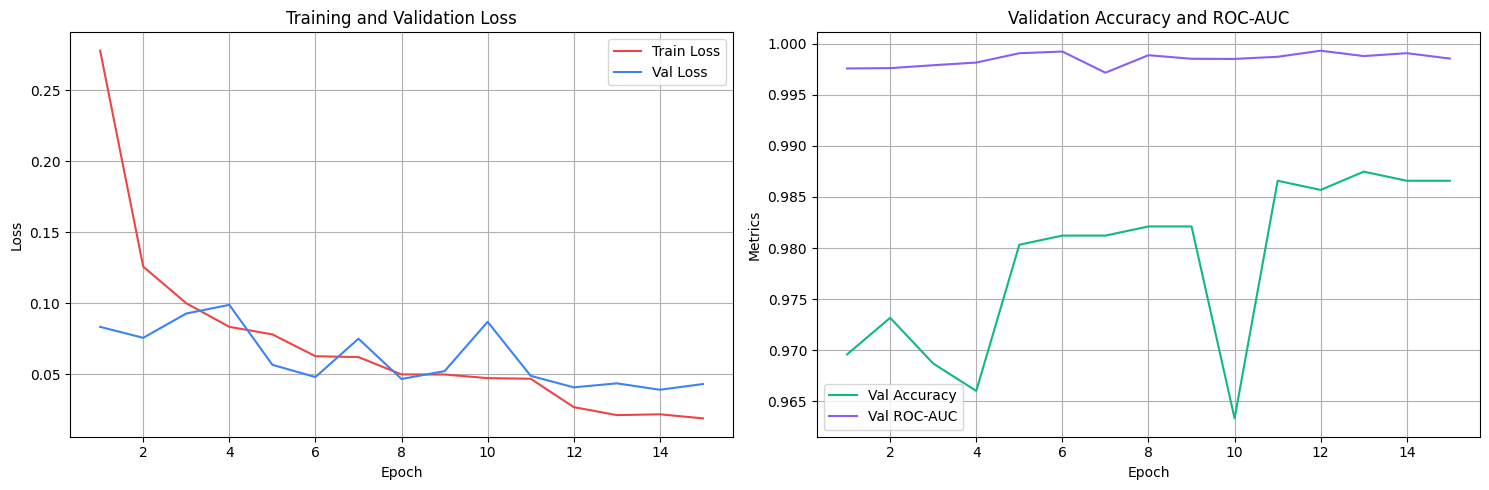 Training and Validation Loss
Train Loss
Val Loss
0.25
0.20
0.15
0.10
0.05
Loss
2 4 6 8 10 12 14
Epoch
Validation Accuracy and ROC-AUC
1.000
0.995
0.990
0.985
0.980
0.975
0.970
0.965
Metrics
Val Accuracy
Val ROC-AUC
2 4 6 8 10 12 14
Epoch